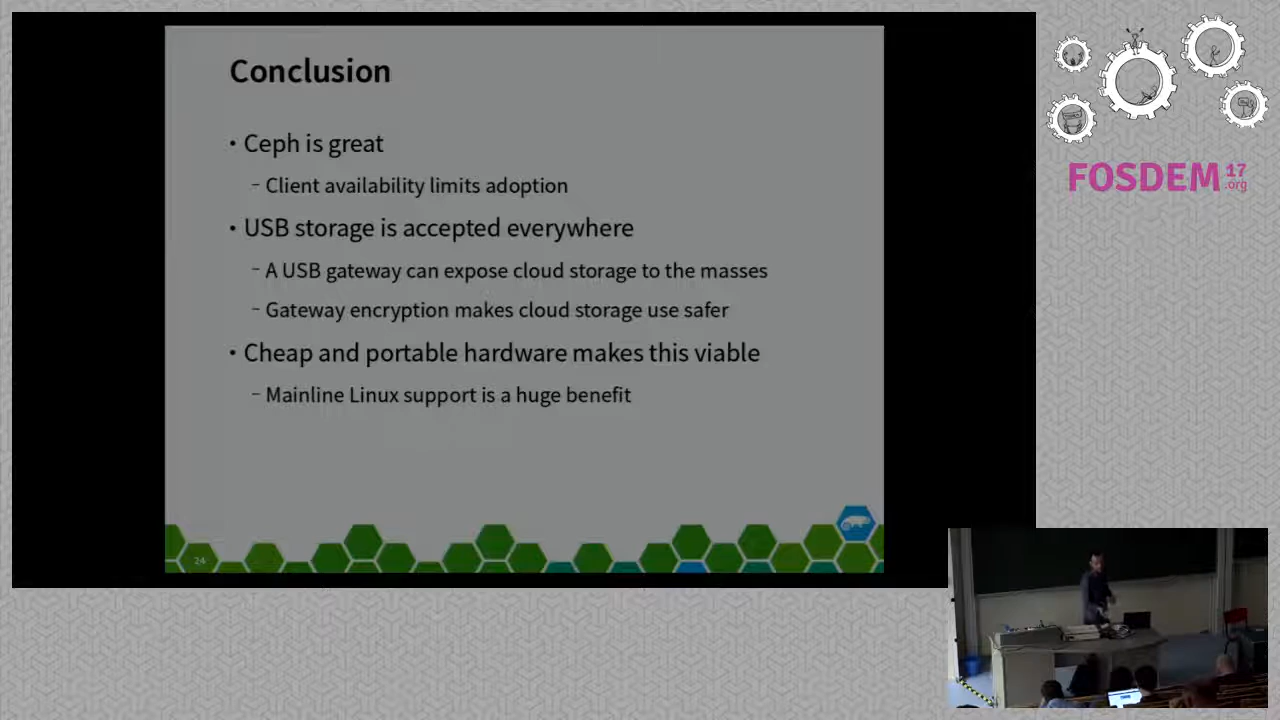 Conclusion
• Ceph is great
– Client availability limits adoption
• USB storage is accepted everywhere
– A USB gateway can expose cloud storage to the masses
– Gateway encryption makes cloud storage use safer
• Cheap and portable hardware makes this viable
– Mainline Linux support is a huge benefit
24
FOSDEM 17
.org